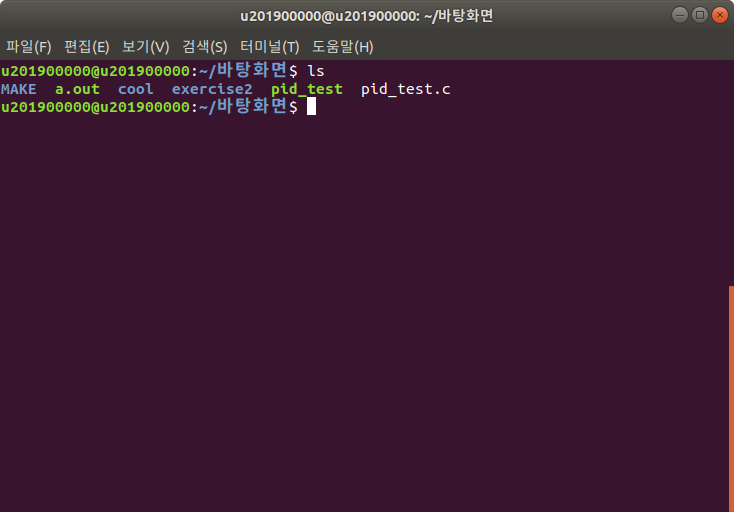 u201900000@u201900000: ~/바탕화면
파일(F) 편집(E) 보기(V) 검색(S) 터미널(T) 도움말(H)
u201900000@u201900000:~/바탕화면$ ls
MAKE a.out cool exercise2 pid_test pid_test.c
u201900000@u201900000:~/바탕화면$